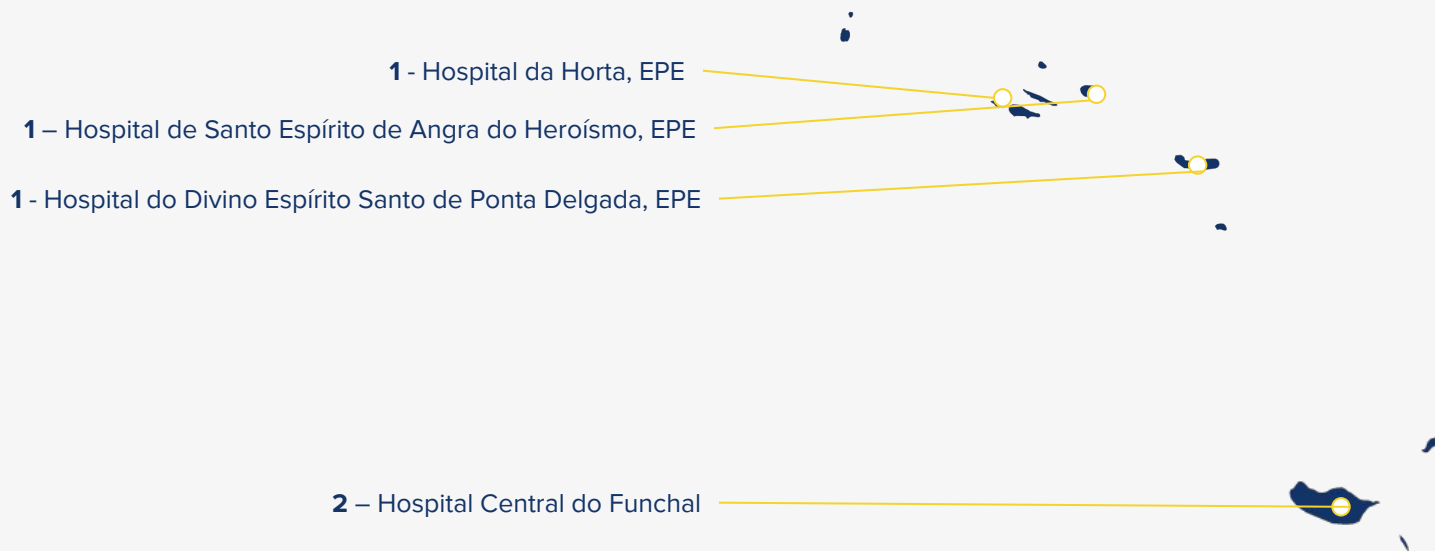 1 - Hospital da Horta, EPE
1 – Hospital de Santo Espírito de Angra do Heroísmo, EPE
1 - Hospital do Divino Espírito Santo de Ponta Delgada, EPE
2 – Hospital Central do Funchal